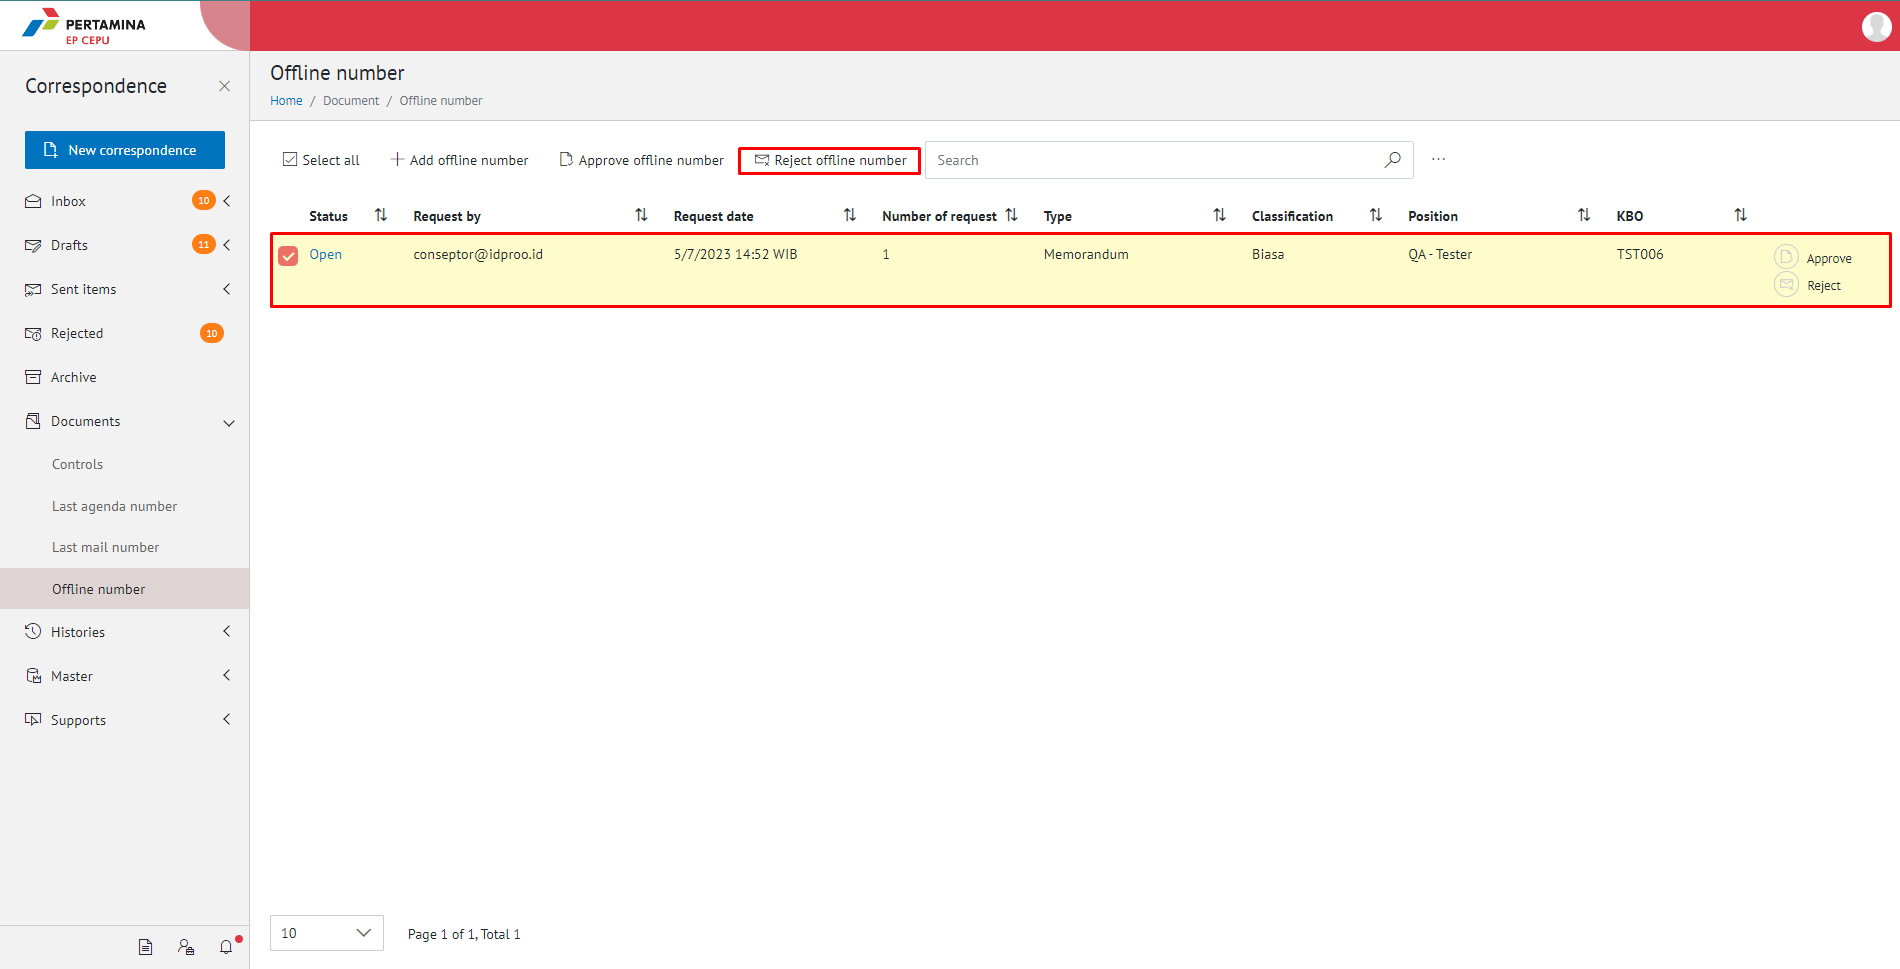 PERTAMINA
EP CEPU
Correspondence
New correspondence
Inbox 10
Drafts 11
Sent items
Rejected 10
Archive
Documents
Controls
Last agenda number
Last mail number
Offline number
Histories
Master
Supports
Offline number
Home / Document / Offline number
Select all Add offline number Approve offline number Reject offline number Search ...
Status Request by Request date Number of request Type Classification Position KBO
Open conseptor@idproo.id 5/7/2023 14:52 WIB 1 Memorandum Biasa QA - Tester TST006 Approve
Reject
10 Page 1 of 1, Total 1